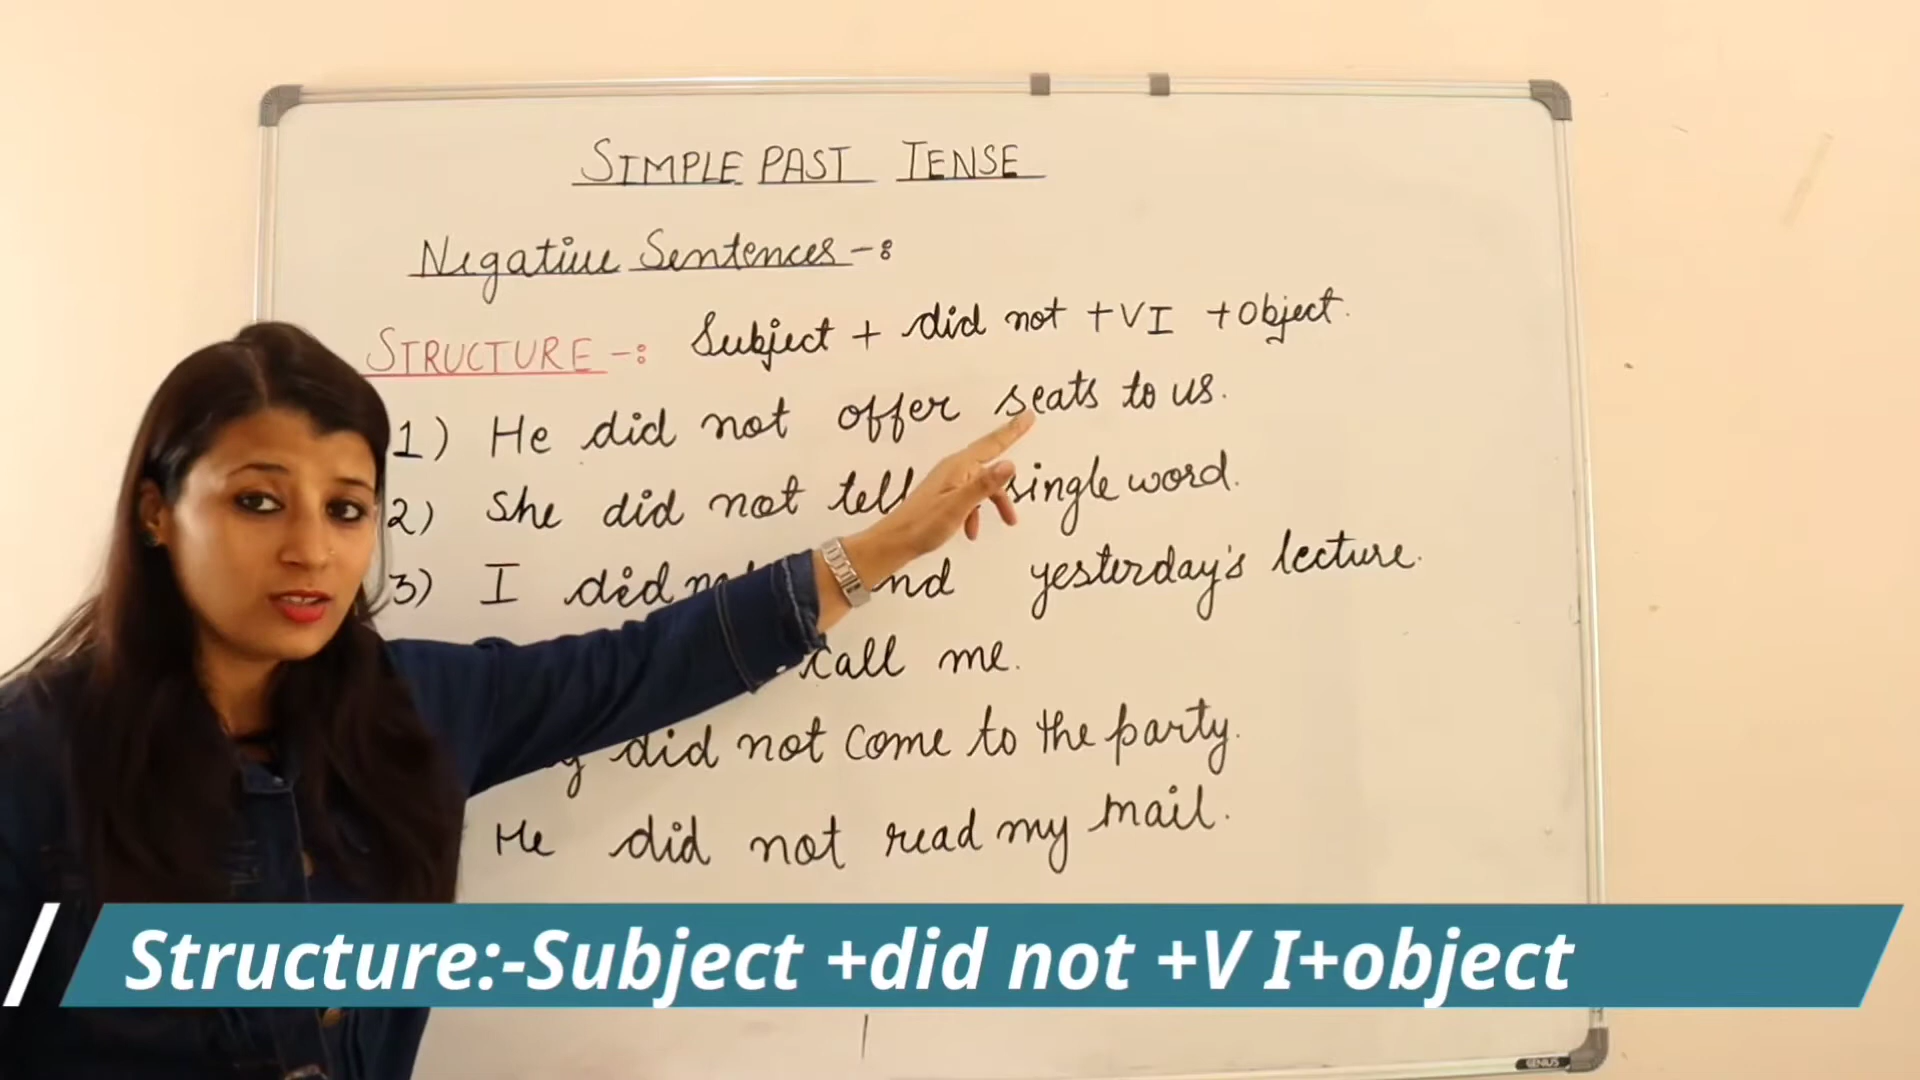 SIMPLE PAST TENSE
Negative Sentences -:
STRUCTURE -: Subject + did not + VI + Object.
1) He did not offer seats to us.
2) She did not tell single word.
3) I did nd yesterday's lecture.
call me.
y did not come to the party.
He did not read my mail.
Structure:-Subject +did not +V I+object
GENIUS